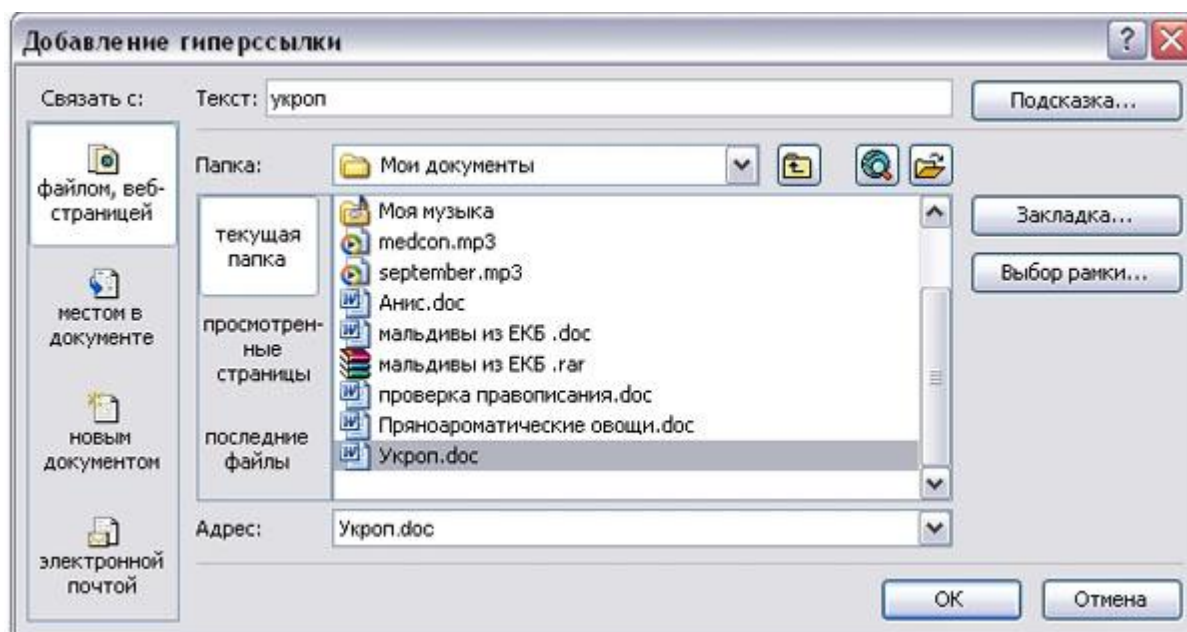 Добавление гиперссылки
Связать с:
Текст: укроп
Подсказка...
файлом, веб-
страницей
Папка:
Мои документы
текущая
папка
Моя музыка
medcon.mp3
september.mp3
Анис.doc
мальдивы из ЕКБ .doc
мальдивы из ЕКБ .rar
проверка правописания.doc
Пряноароматические овощи.doc
Укроп.doc
Закладка...
Выбор рамки...
местом в
документе
просмотрен-
ные
страницы
новым
документом
последние
файлы
Адрес:
Укроп.doc
электронной
почтой
ОК
Отмена